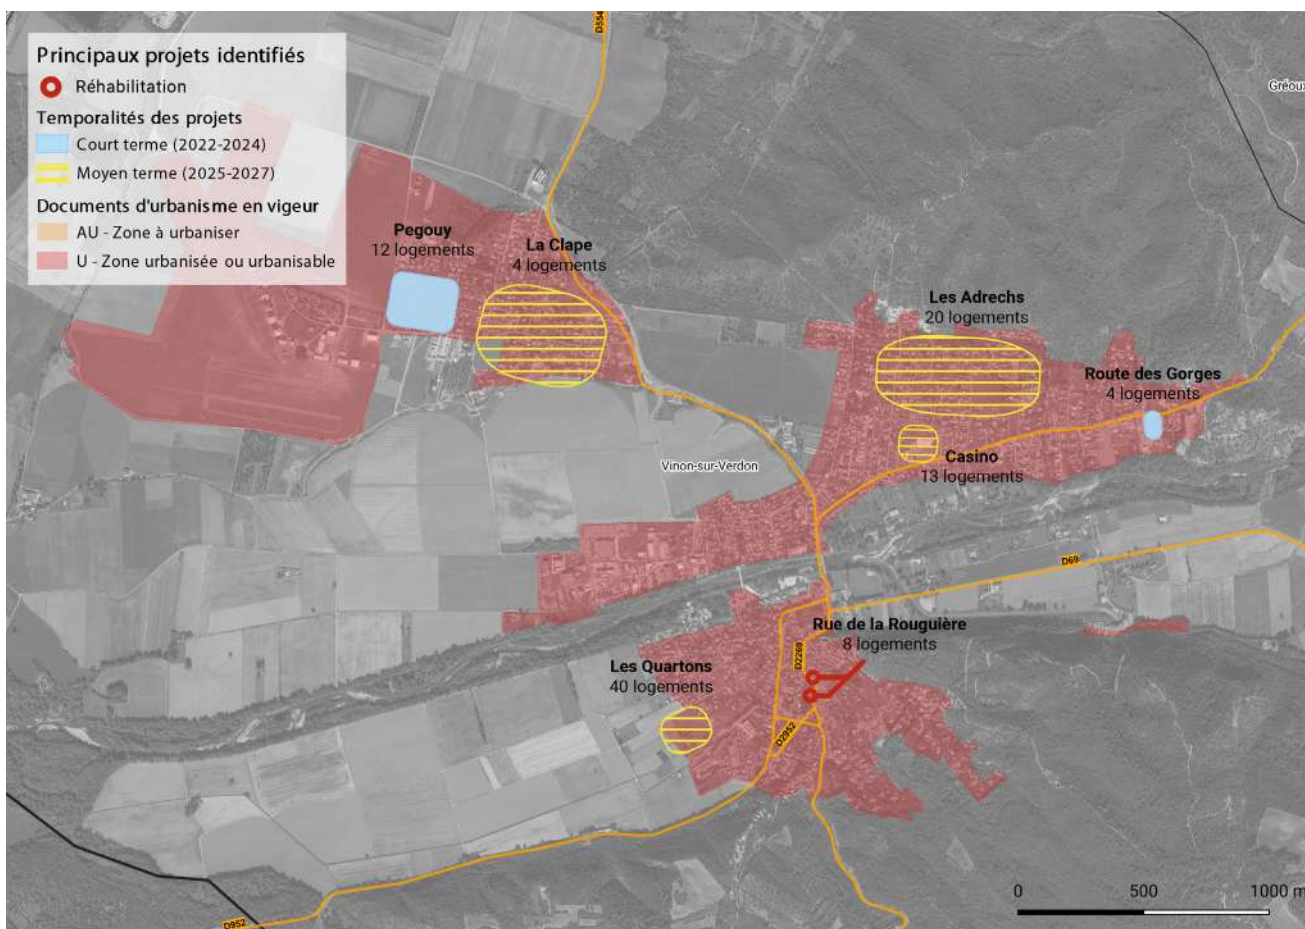 Principaux projets identifiés
Réhabilitation
Temporalités des projets
Court terme (2022-2024)
Moyen terme (2025-2027)
Documents d'urbanisme en vigueur
AU - Zone à urbaniser
U - Zone urbanisée ou urbanisable
D554
Gréoux
Pegouy
12 logements
La Clape
4 logements
Les Adrechs
20 logements
Route des Gorges
4 logements
Casino
13 logements
Vinon-sur-Verdon
D69
Rue de la Rouguière
8 logements
D2269
Les Quartons
40 logements
D2952
D952
0 500 1000 m